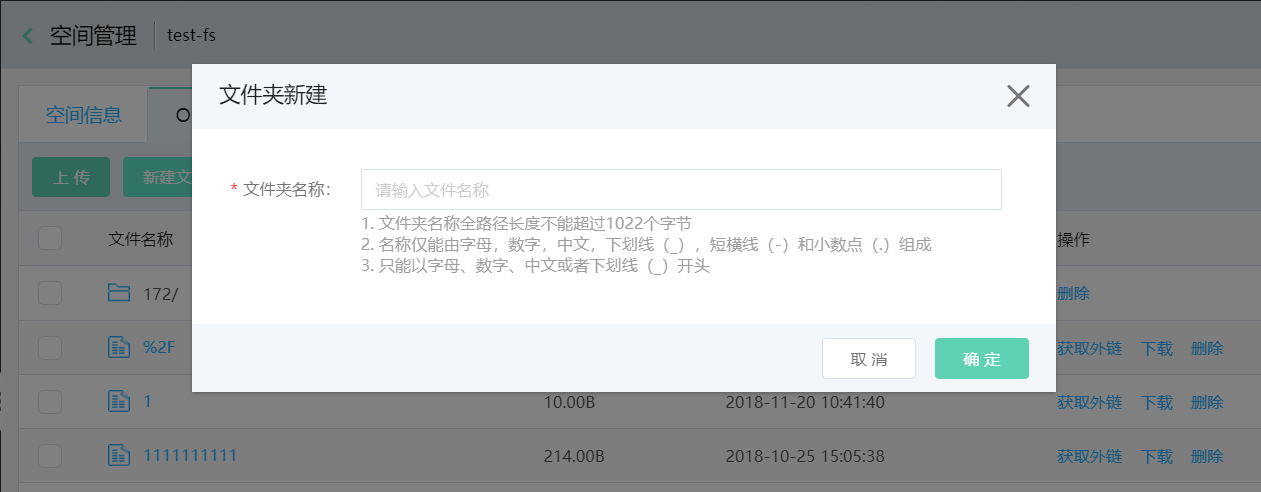 空间管理 test-fs
文件夹新建
空间信息 O
上 传 新建文
* 文件夹名称：
请输入文件名称
1. 文件夹名称全路径长度不能超过1022个字节
2. 名称仅能由字母，数字，中文，下划线（_），短横线（-）和小数点（.）组成
3. 只能以字母、数字、中文或者下划线（_）开头
取 消 确 定
文件名称 操作
172/ 删除
%2F 获取外链 下载 删除
1 10.00B 2018-11-20 10:41:40 获取外链 下载 删除
1111111111 214.00B 2018-10-25 15:05:38 获取外链 下载 删除